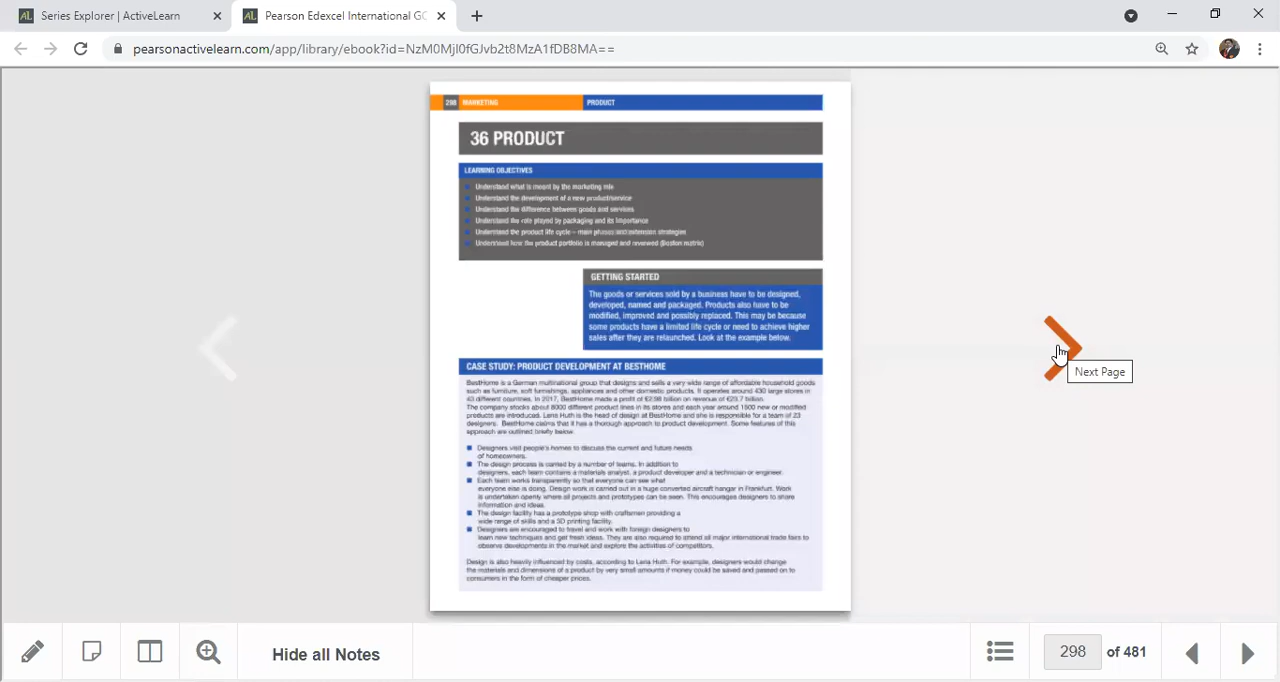 Series Explorer | ActiveLearn
Pearson Edexcel International GC
pearsonactivelearn.com/app/library/ebook?id=NzM0MjI0fGJvb2t8MzA1fDB8MA==
298 MARKETING
PRODUCT
36 PRODUCT
LEARNING OBJECTIVES
Understand what is meant by the marketing mix
Understand the development of a new product/service
Understand the difference between goods and services
Understand the role played by packaging and its importance
Understand the product life cycle – main phases and extension strategies
Understand how the product portfolio is managed and reviewed (Boston matrix)
GETTING STARTED
The goods or services sold by a business have to be designed,
developed, named and packaged. Products also have to be
modified, improved and possibly replaced. This may be because
some products have a limited life cycle or need to achieve higher
sales after they are relaunched. Look at the example below.
CASE STUDY: PRODUCT DEVELOPMENT AT BESTHOME
BestHome is a German multinational group that designs and sells a very wide range of affordable household goods
such as furniture, soft furnishings, appliances and other domestic products. It operates around 430 large stores in
43 different countries. In 2017, BestHome made a profit of €2.98 billion on revenue of €23.7 billion.
The company stocks about 8000 different product lines in its stores and each year around 1500 new or modified
products are introduced. Lena Huth is the head of design at BestHome and she is responsible for a team of 23
designers. BestHome claims that it has a thorough approach to product development. Some features of this
approach are outlined briefly below.
Designers visit people's homes to discuss the current and future needs
of homeowners.
The design process is carried by a number of teams. In addition to
designers, each team contains a materials analyst, a product developer and a technician or engineer.
Each team works transparently so that everyone can see what
everyone else is doing. Design work is carried out in a huge converted aircraft hangar in Frankfurt. Work
is undertaken openly where all projects and prototypes can be seen. This encourages designers to share
information and ideas.
The design facility has a prototype shop with craftsmen providing a
wide range of skills and a 3D printing facility.
Designers are encouraged to travel and work with foreign designers to
learn new techniques and get fresh ideas. They are also required to attend all major international trade fairs to
observe developments in the market and explore the activities of competitors.
Design is also heavily influenced by costs, according to Lena Huth. For example, designers would change
the materials and dimensions of a product by very small amounts if money could be saved and passed on to
consumers in the form of cheaper prices.
Next Page
Hide all Notes
298 of 481